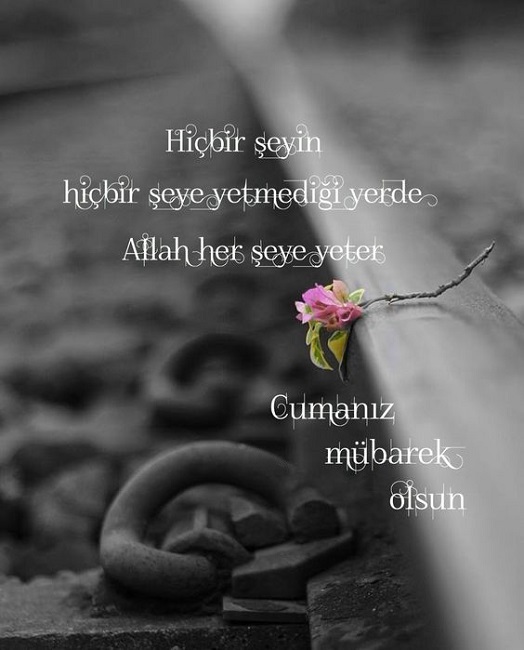 Hiçbir şeyin
hiçbir şeye yetmediği yerde
Allah her şeye yeter
Cumanız
mübarek
olsun